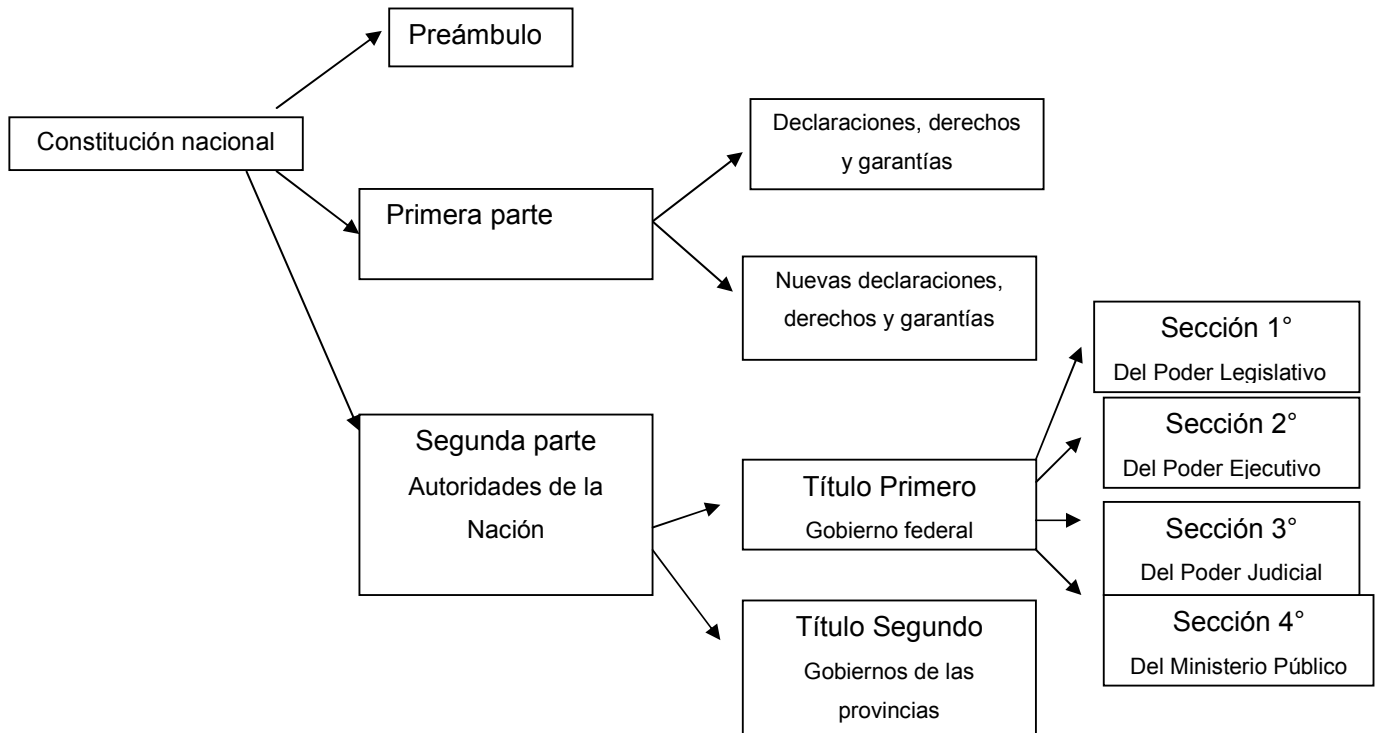 Preámbulo
Constitución nacional
Primera parte
Declaraciones, derechos
y garantías
Nuevas declaraciones,
derechos y garantías
Segunda parte
Autoridades de la
Nación
Título Primero
Gobierno federal
Sección 1°
Del Poder Legislativo
Sección 2°
Del Poder Ejecutivo
Sección 3°
Del Poder Judicial
Sección 4°
Del Ministerio Público
Título Segundo
Gobiernos de las
provincias